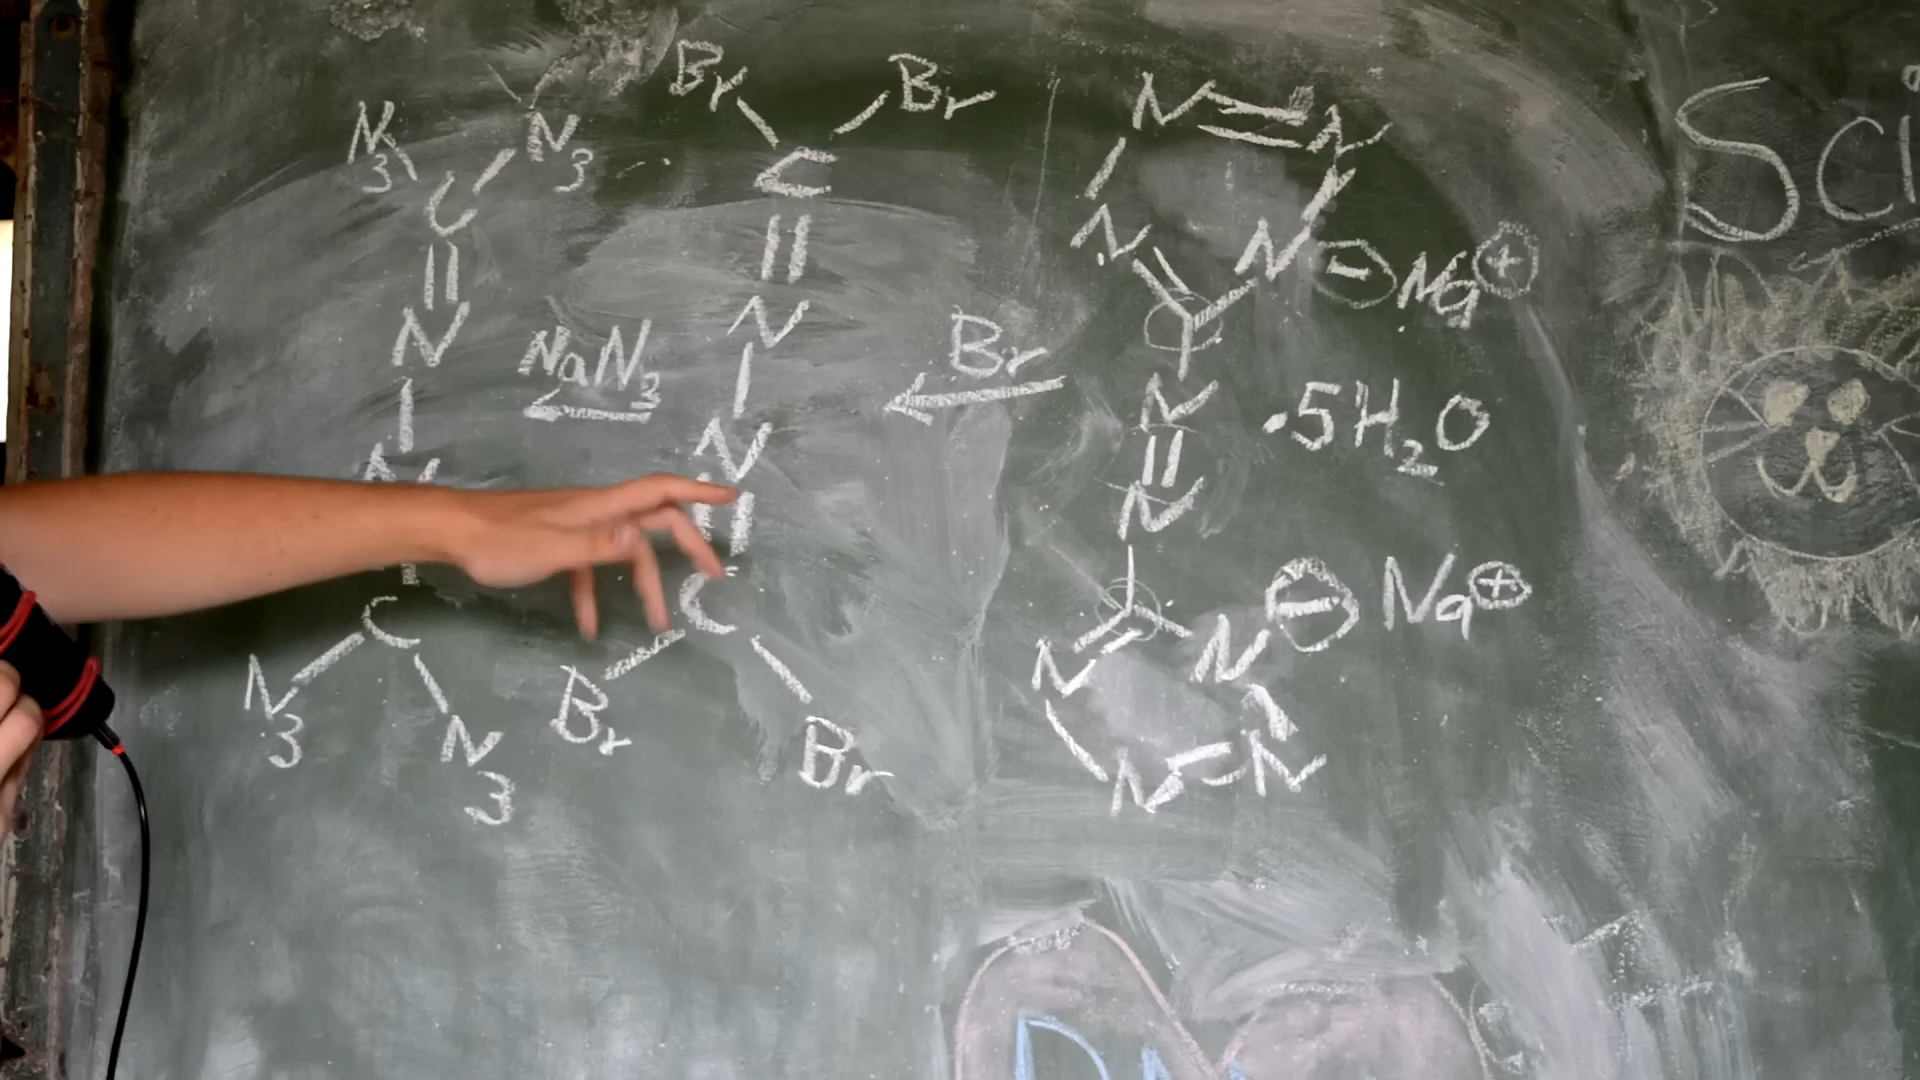 Br Br
N=N
N3 N3
C
C
N N ⊖ Na⊕
N
N
NaN3
Br
N
·5H2O
N
N
C
C
N ⊖ Na⊕
N
N3
N3
Br
Br
N=N
Sci